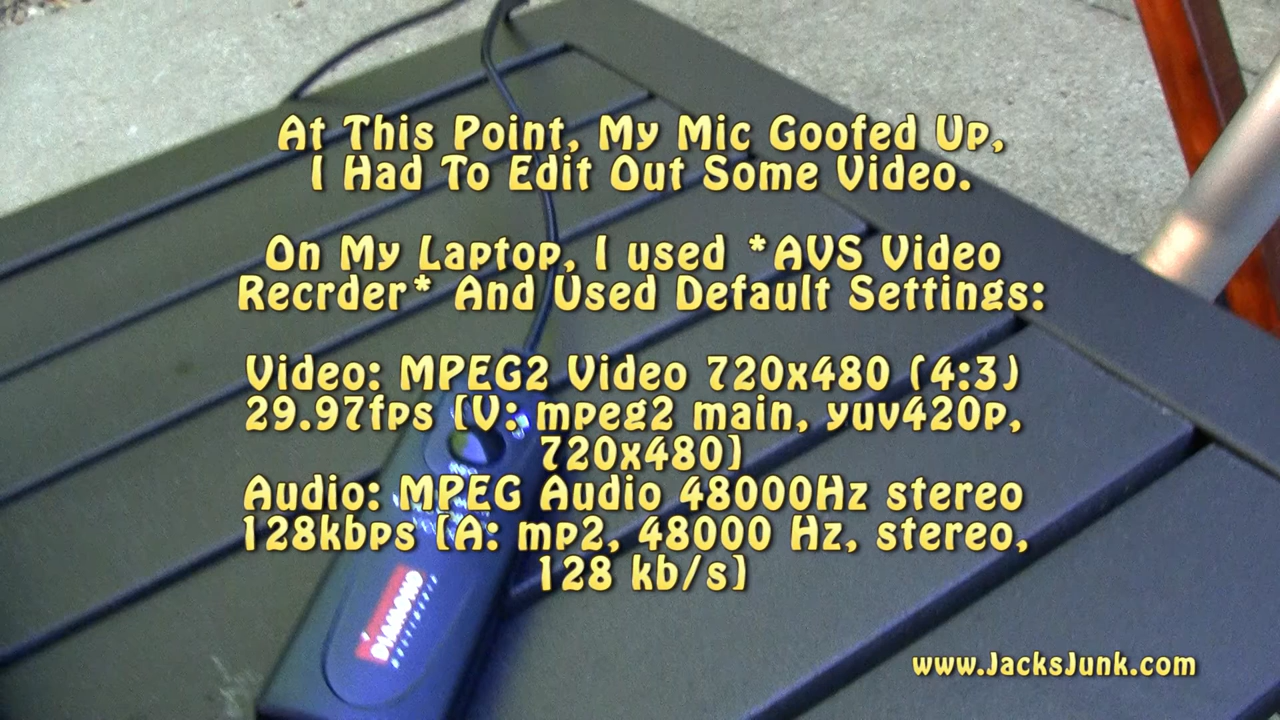 At This Point, My Mic Goofed Up,
I Had To Edit Out Some Video.
On My Laptop, I used *AVS Video
Recrder* And Used Default Settings:
Video: MPEG2 Video 720x480 (4:3)
29.97fps [V: mpeg2 main, yuv420p,
720x480]
Audio: MPEG Audio 48000Hz stereo
128kbps [A: mp2, 48000 Hz, stereo,
128 kb/s]
DIAMOND
MULTIMEDIA
www.JacksJunk.com